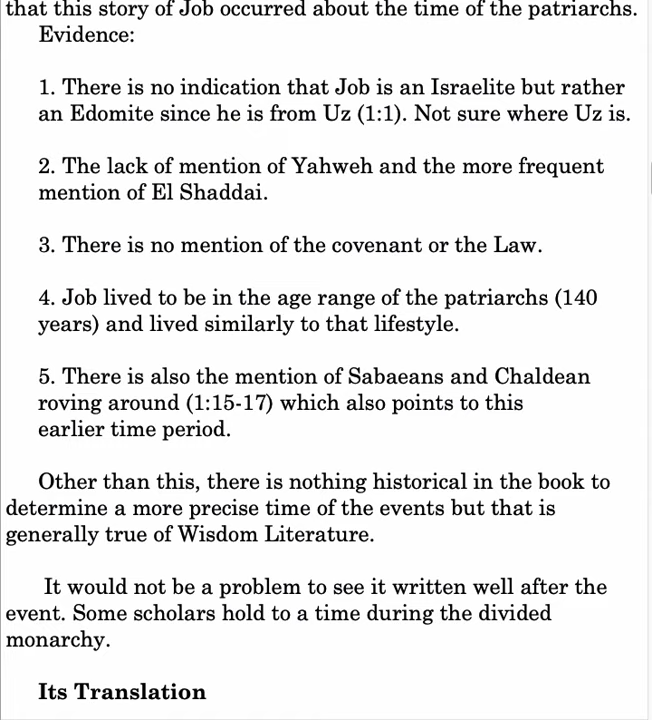 that this story of Job occurred about the time of the patriarchs.
Evidence:
1. There is no indication that Job is an Israelite but rather
an Edomite since he is from Uz (1:1). Not sure where Uz is.
2. The lack of mention of Yahweh and the more frequent
mention of El Shaddai.
3. There is no mention of the covenant or the Law.
4. Job lived to be in the age range of the patriarchs (140
years) and lived similarly to that lifestyle.
5. There is also the mention of Sabaeans and Chaldean
roving around (1:15-17) which also points to this
earlier time period.
Other than this, there is nothing historical in the book to
determine a more precise time of the events but that is
generally true of Wisdom Literature.
It would not be a problem to see it written well after the
event. Some scholars hold to a time during the divided
monarchy.
Its Translation